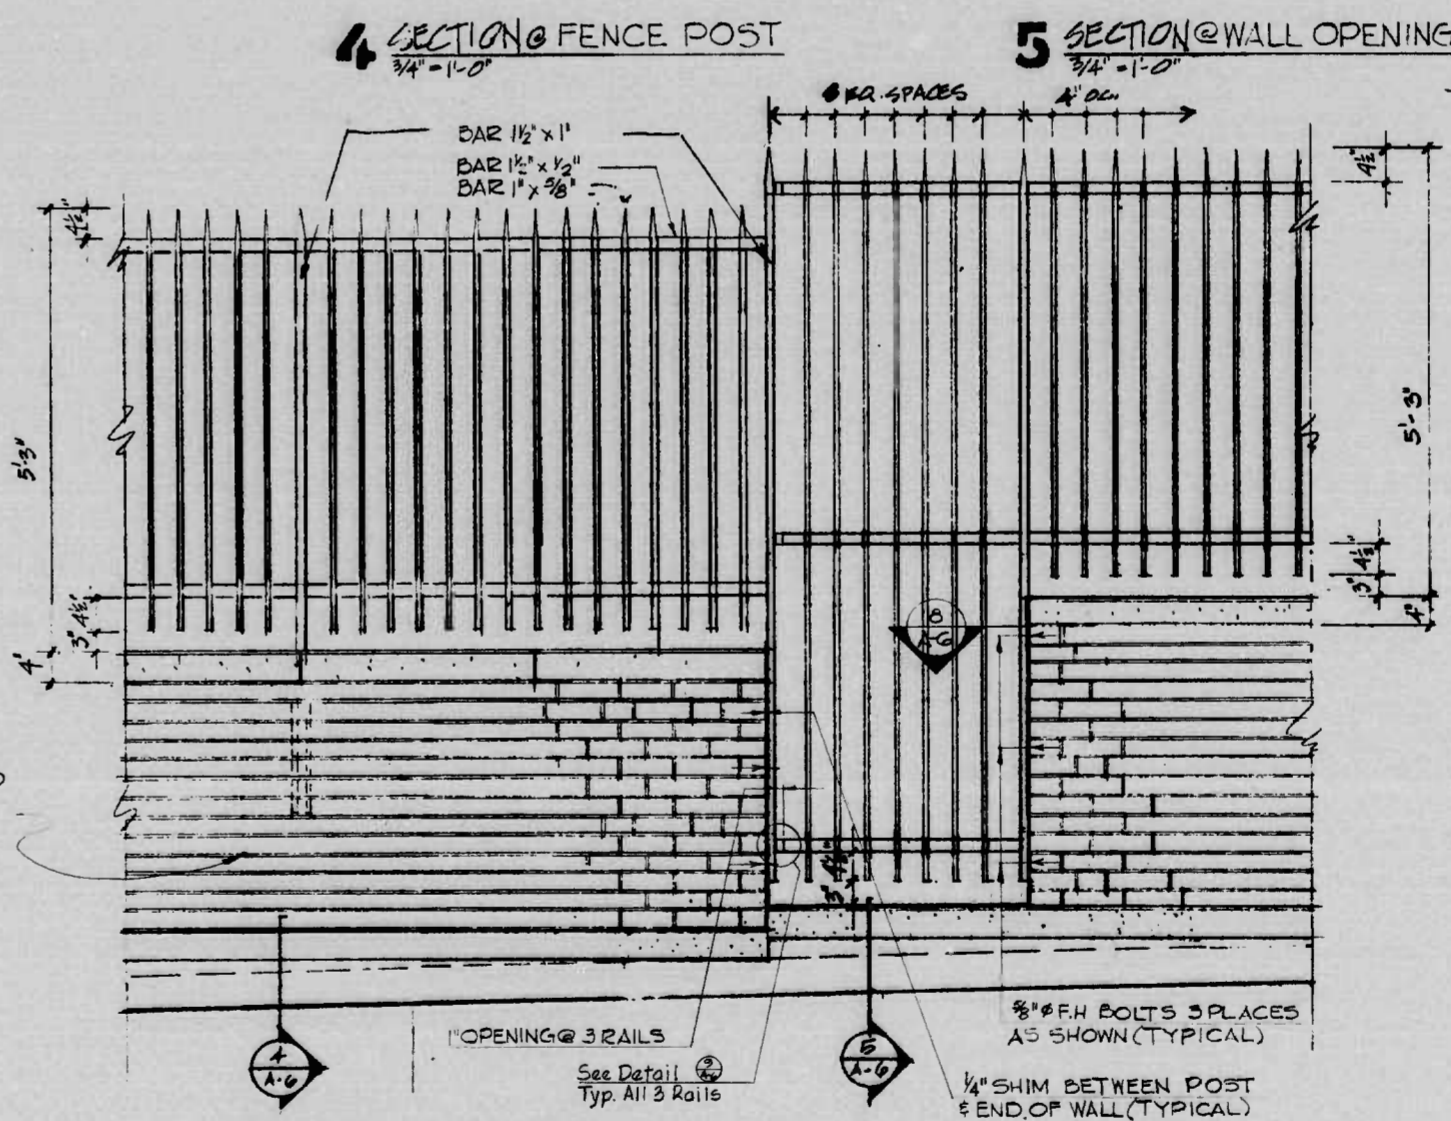 4 SECTION @ FENCE POST
3/4" = 1'-0"
5 SECTION @ WALL OPENING
3/4" = 1'-0"
EQ. SPACES
4" O.C.
BAR 1½" x 1"
BAR 1½" x ½"
BAR 1" x 5/8"
4½"
4½"
5'-3"
5'-3"
4½"
3"
4"
4½"
3"
4"
8
A-6
4½"
3"
1" OPENING @ 3 RAILS
See Detail 9
Typ. All 3 Rails
5/8" Ø F.H BOLTS 3 PLACES
AS SHOWN (TYPICAL)
¼" SHIM BETWEEN POST
& END OF WALL (TYPICAL)
4
A-6
5
A-6